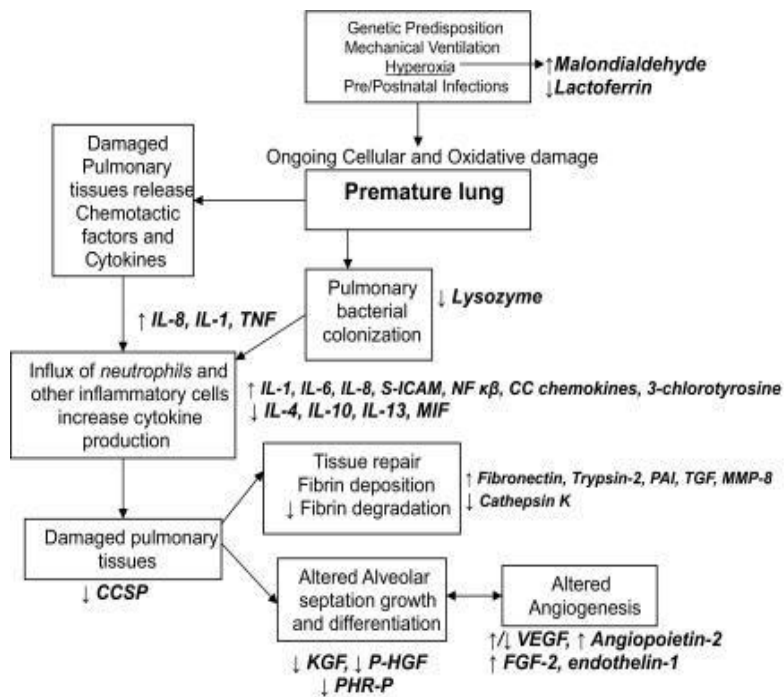 Genetic Predisposition
Mechanical Ventilation
Hyperoxia
Pre/Postnatal Infections
↑Malondialdehyde
↓Lactoferrin
Ongoing Cellular and Oxidative damage
Premature lung
Damaged
Pulmonary
tissues release
Chemotactic
factors and
Cytokines
Pulmonary
bacterial
colonization
↓ Lysozyme
↑ IL-8, IL-1, TNF
Influx of neutrophils and
other inflammatory cells
increase cytokine
production
↑ IL-1, IL-6, IL-8, S-ICAM, NF κβ, CC chemokines, 3-chlorotyrosine
↓ IL-4, IL-10, IL-13, MIF
Tissue repair
Fibrin deposition
↓ Fibrin degradation
↑ Fibronectin, Trypsin-2, PAI, TGF, MMP-8
↓ Cathepsin K
Damaged pulmonary
tissues
↓ CCSP
Altered Alveolar
septation growth
and differentiation
↓ KGF, ↓ P-HGF
↓ PHR-P
Altered
Angiogenesis
↑/↓ VEGF, ↑ Angiopoietin-2
↑ FGF-2, endothelin-1